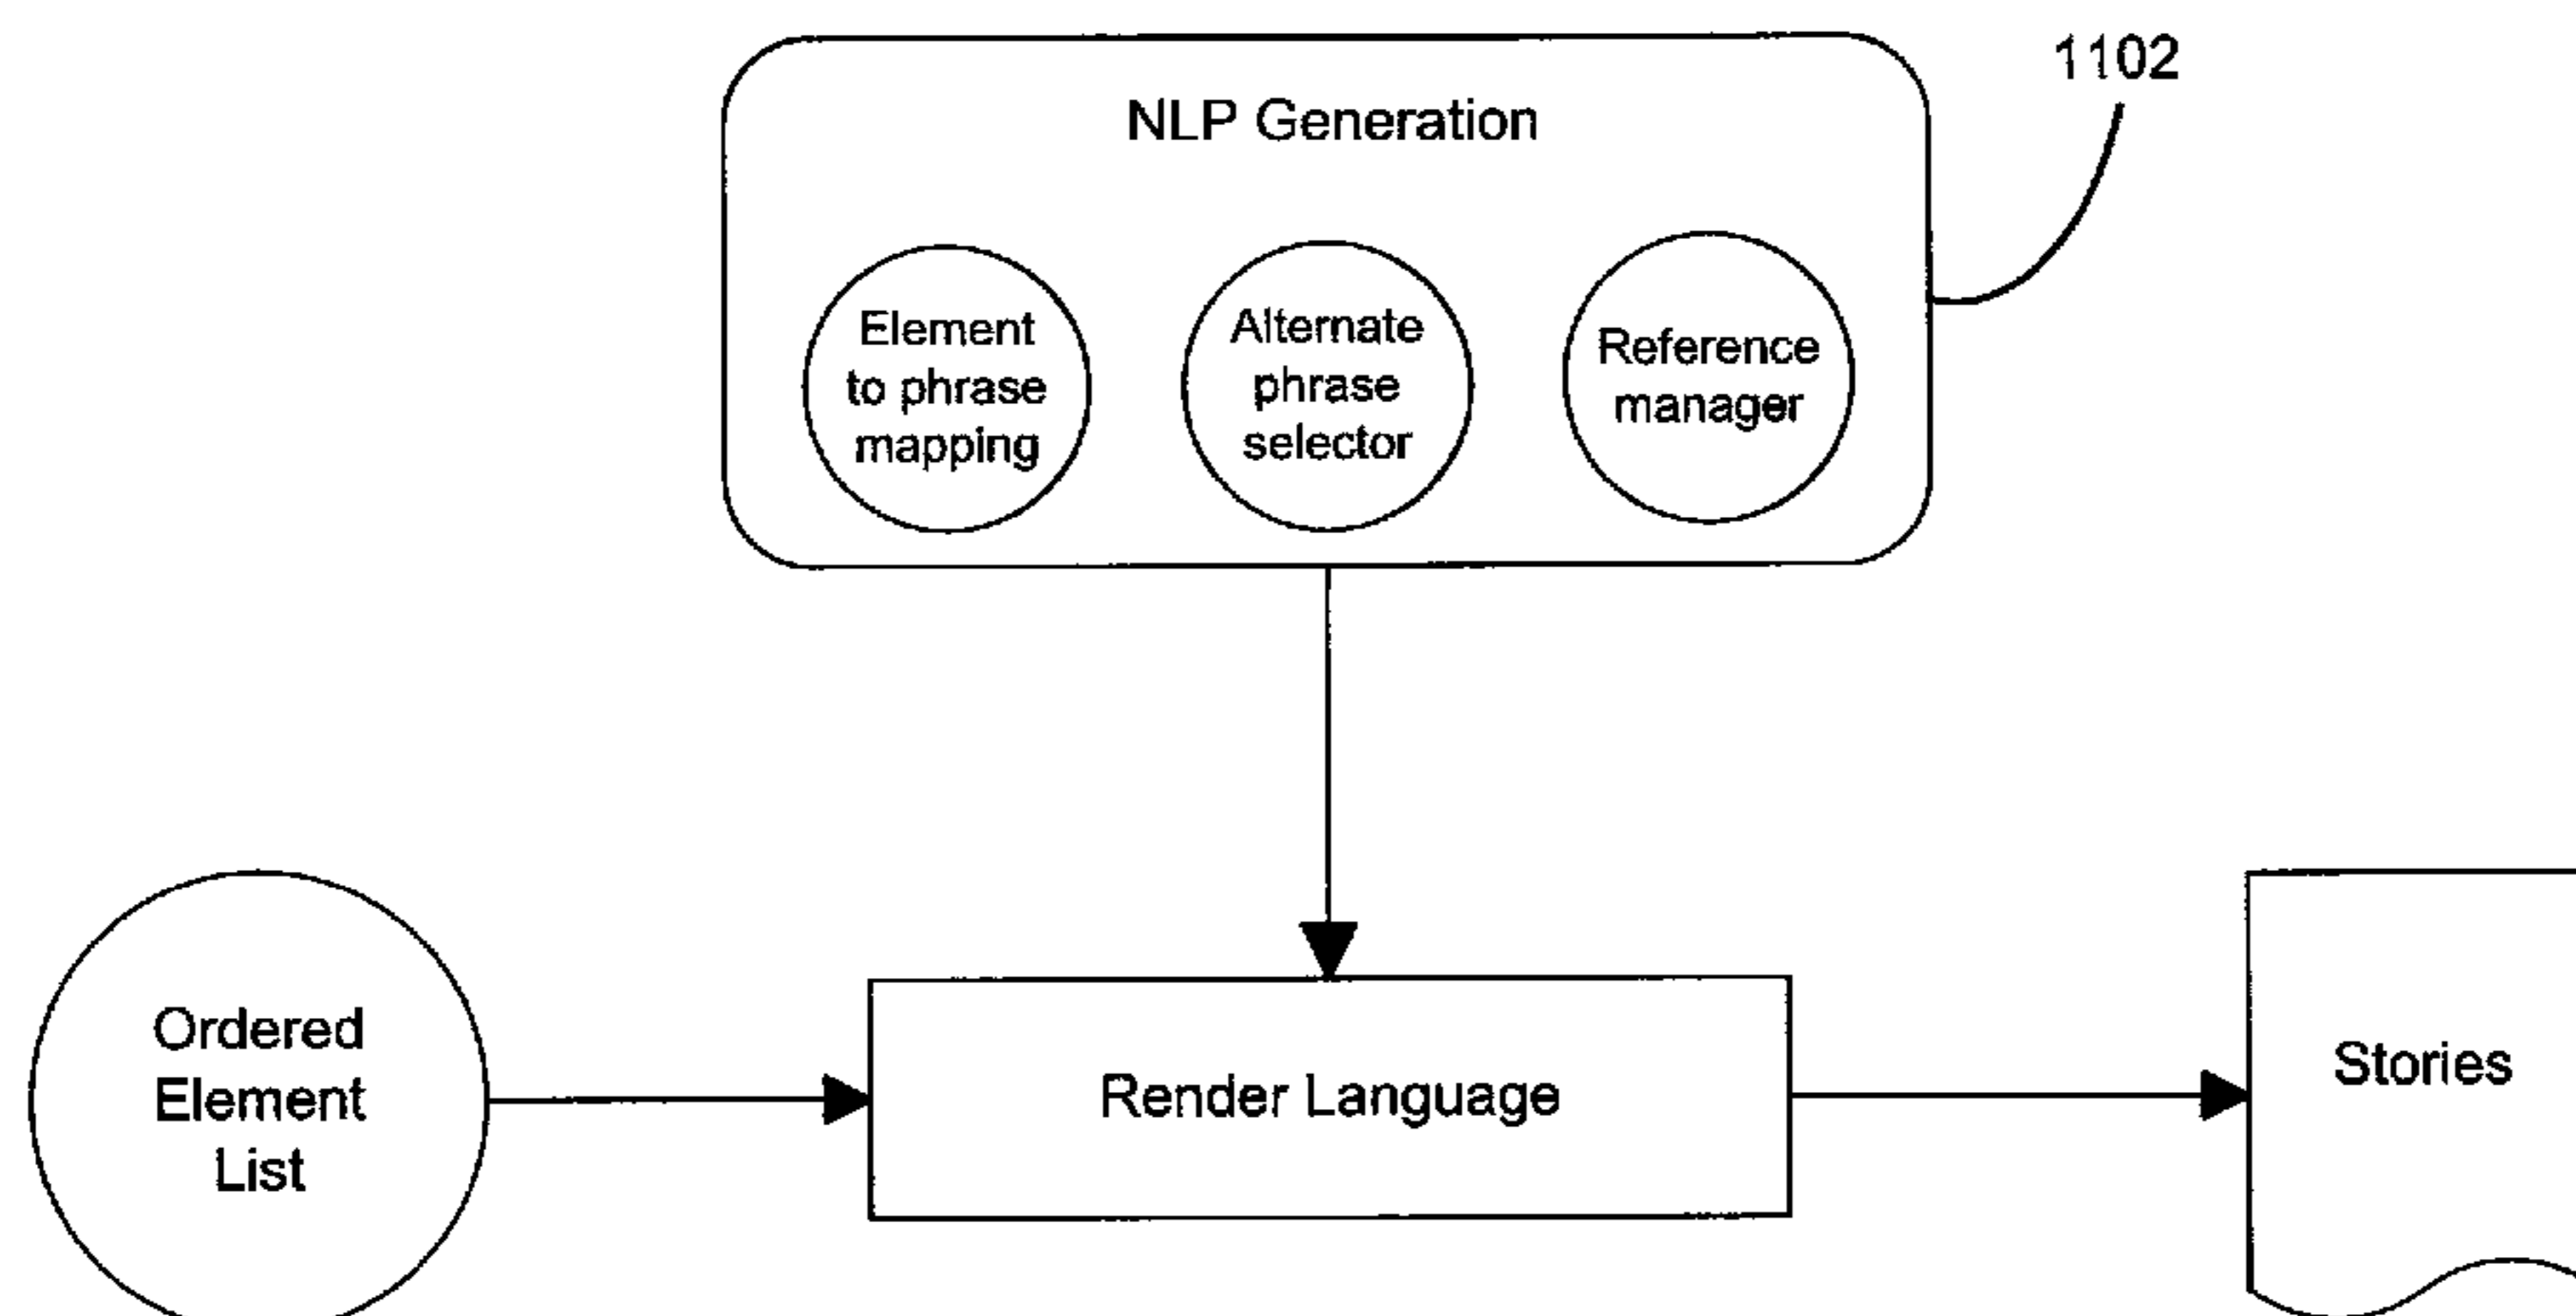 1102
NLP Generation
Element
to phrase
mapping
Alternate
phrase
selector
Reference
manager
Ordered
Element
List
Render Language
Stories